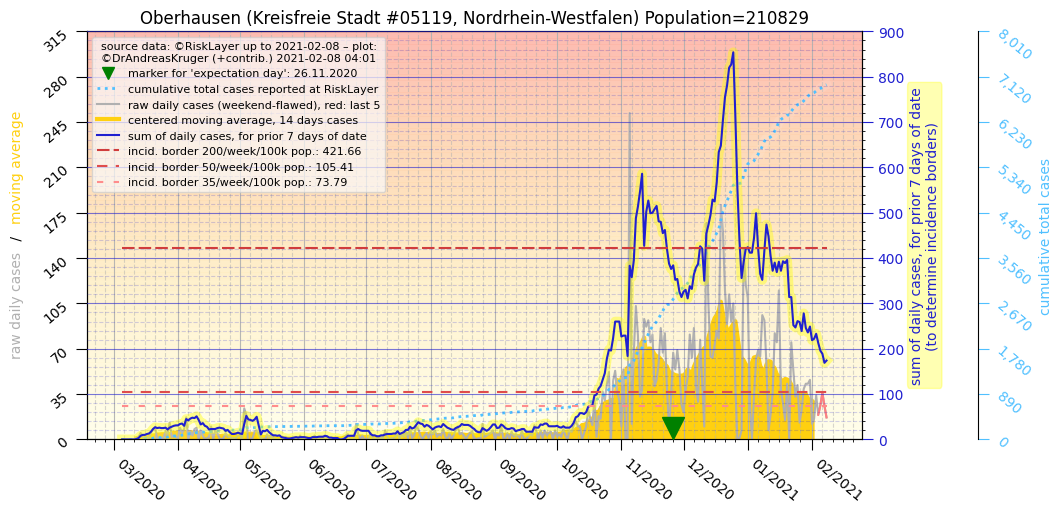 Oberhausen (Kreisfreie Stadt #05119, Nordrhein-Westfalen) Population=210829
source data: ©RiskLayer up to 2021-02-08 – plot:
©DrAndreasKruger (+contrib.) 2021-02-08 04:01
marker for 'expectation day': 26.11.2020
cumulative total cases reported at RiskLayer
raw daily cases (weekend-flawed), red: last 5
centered moving average, 14 days cases
sum of daily cases, for prior 7 days of date
incid. border 200/week/100k pop.: 421.66
incid. border 50/week/100k pop.: 105.41
incid. border 35/week/100k pop.: 73.79
raw daily cases / moving average
315
280
245
210
175
140
105
70
35
0
03/2020
04/2020
05/2020
06/2020
07/2020
08/2020
09/2020
10/2020
11/2020
12/2020
01/2021
02/2021
900
800
700
600
500
400
300
200
100
0
sum of daily cases, for prior 7 days of date
(to determine incidence borders)
8,010
7,120
6,230
5,340
4,450
3,560
2,670
1,780
890
0
cumulative total cases